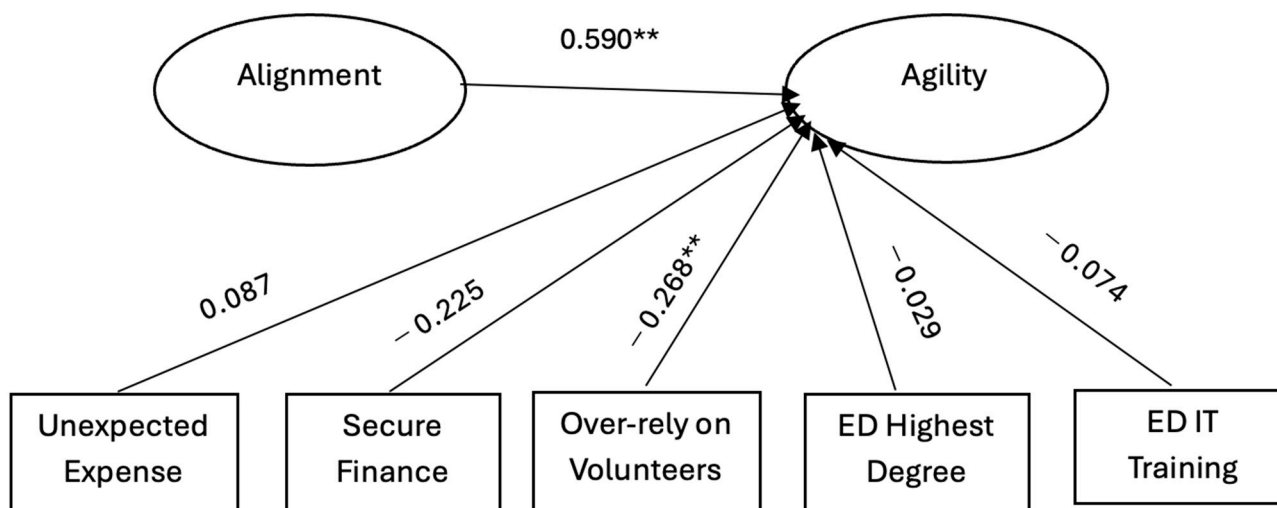 0.590**
Alignment
Agility
0.087
−0.225
−0.268**
−0.029
−0.074
Unexpected
Expense
Secure
Finance
Over-rely on
Volunteers
ED Highest
Degree
ED IT
Training